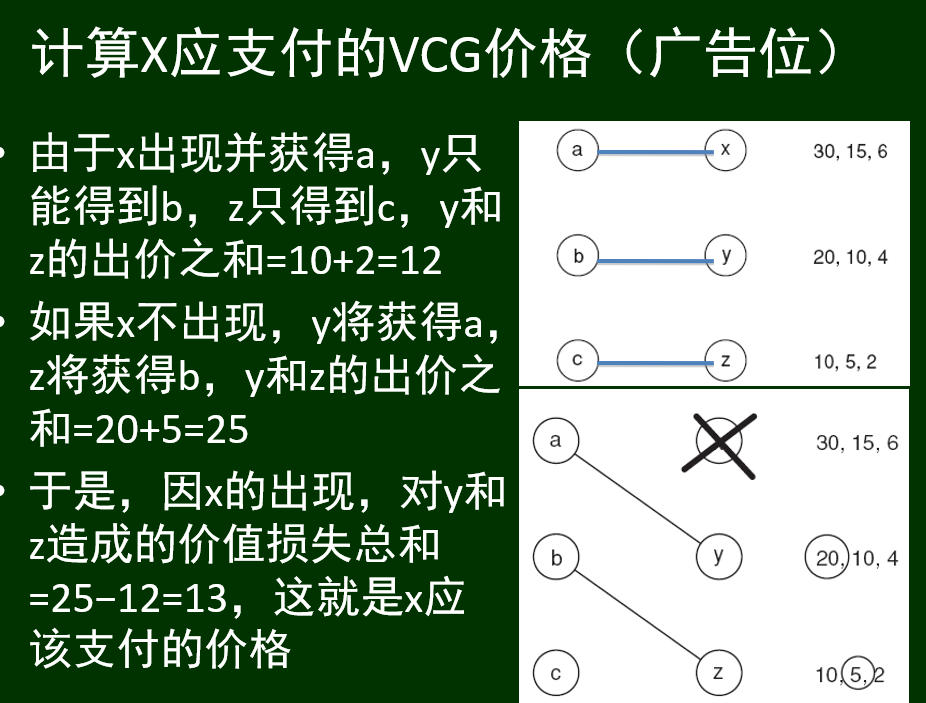 计算X应支付的VCG价格（广告位）
• 由于x出现并获得a，y只
能得到b，z只得到c，y和
z的出价之和=10+2=12
• 如果x不出现，y将获得a，
z将获得b，y和z的出价之
和=20+5=25
• 于是，因x的出现，对y和
z造成的价值损失总和
=25−12=13，这就是x应
该支付的价格
a x 30, 15, 6
b y 20, 10, 4
c z 10, 5, 2
a 30, 15, 6
b y 20, 10, 4
c z 10, 5, 2